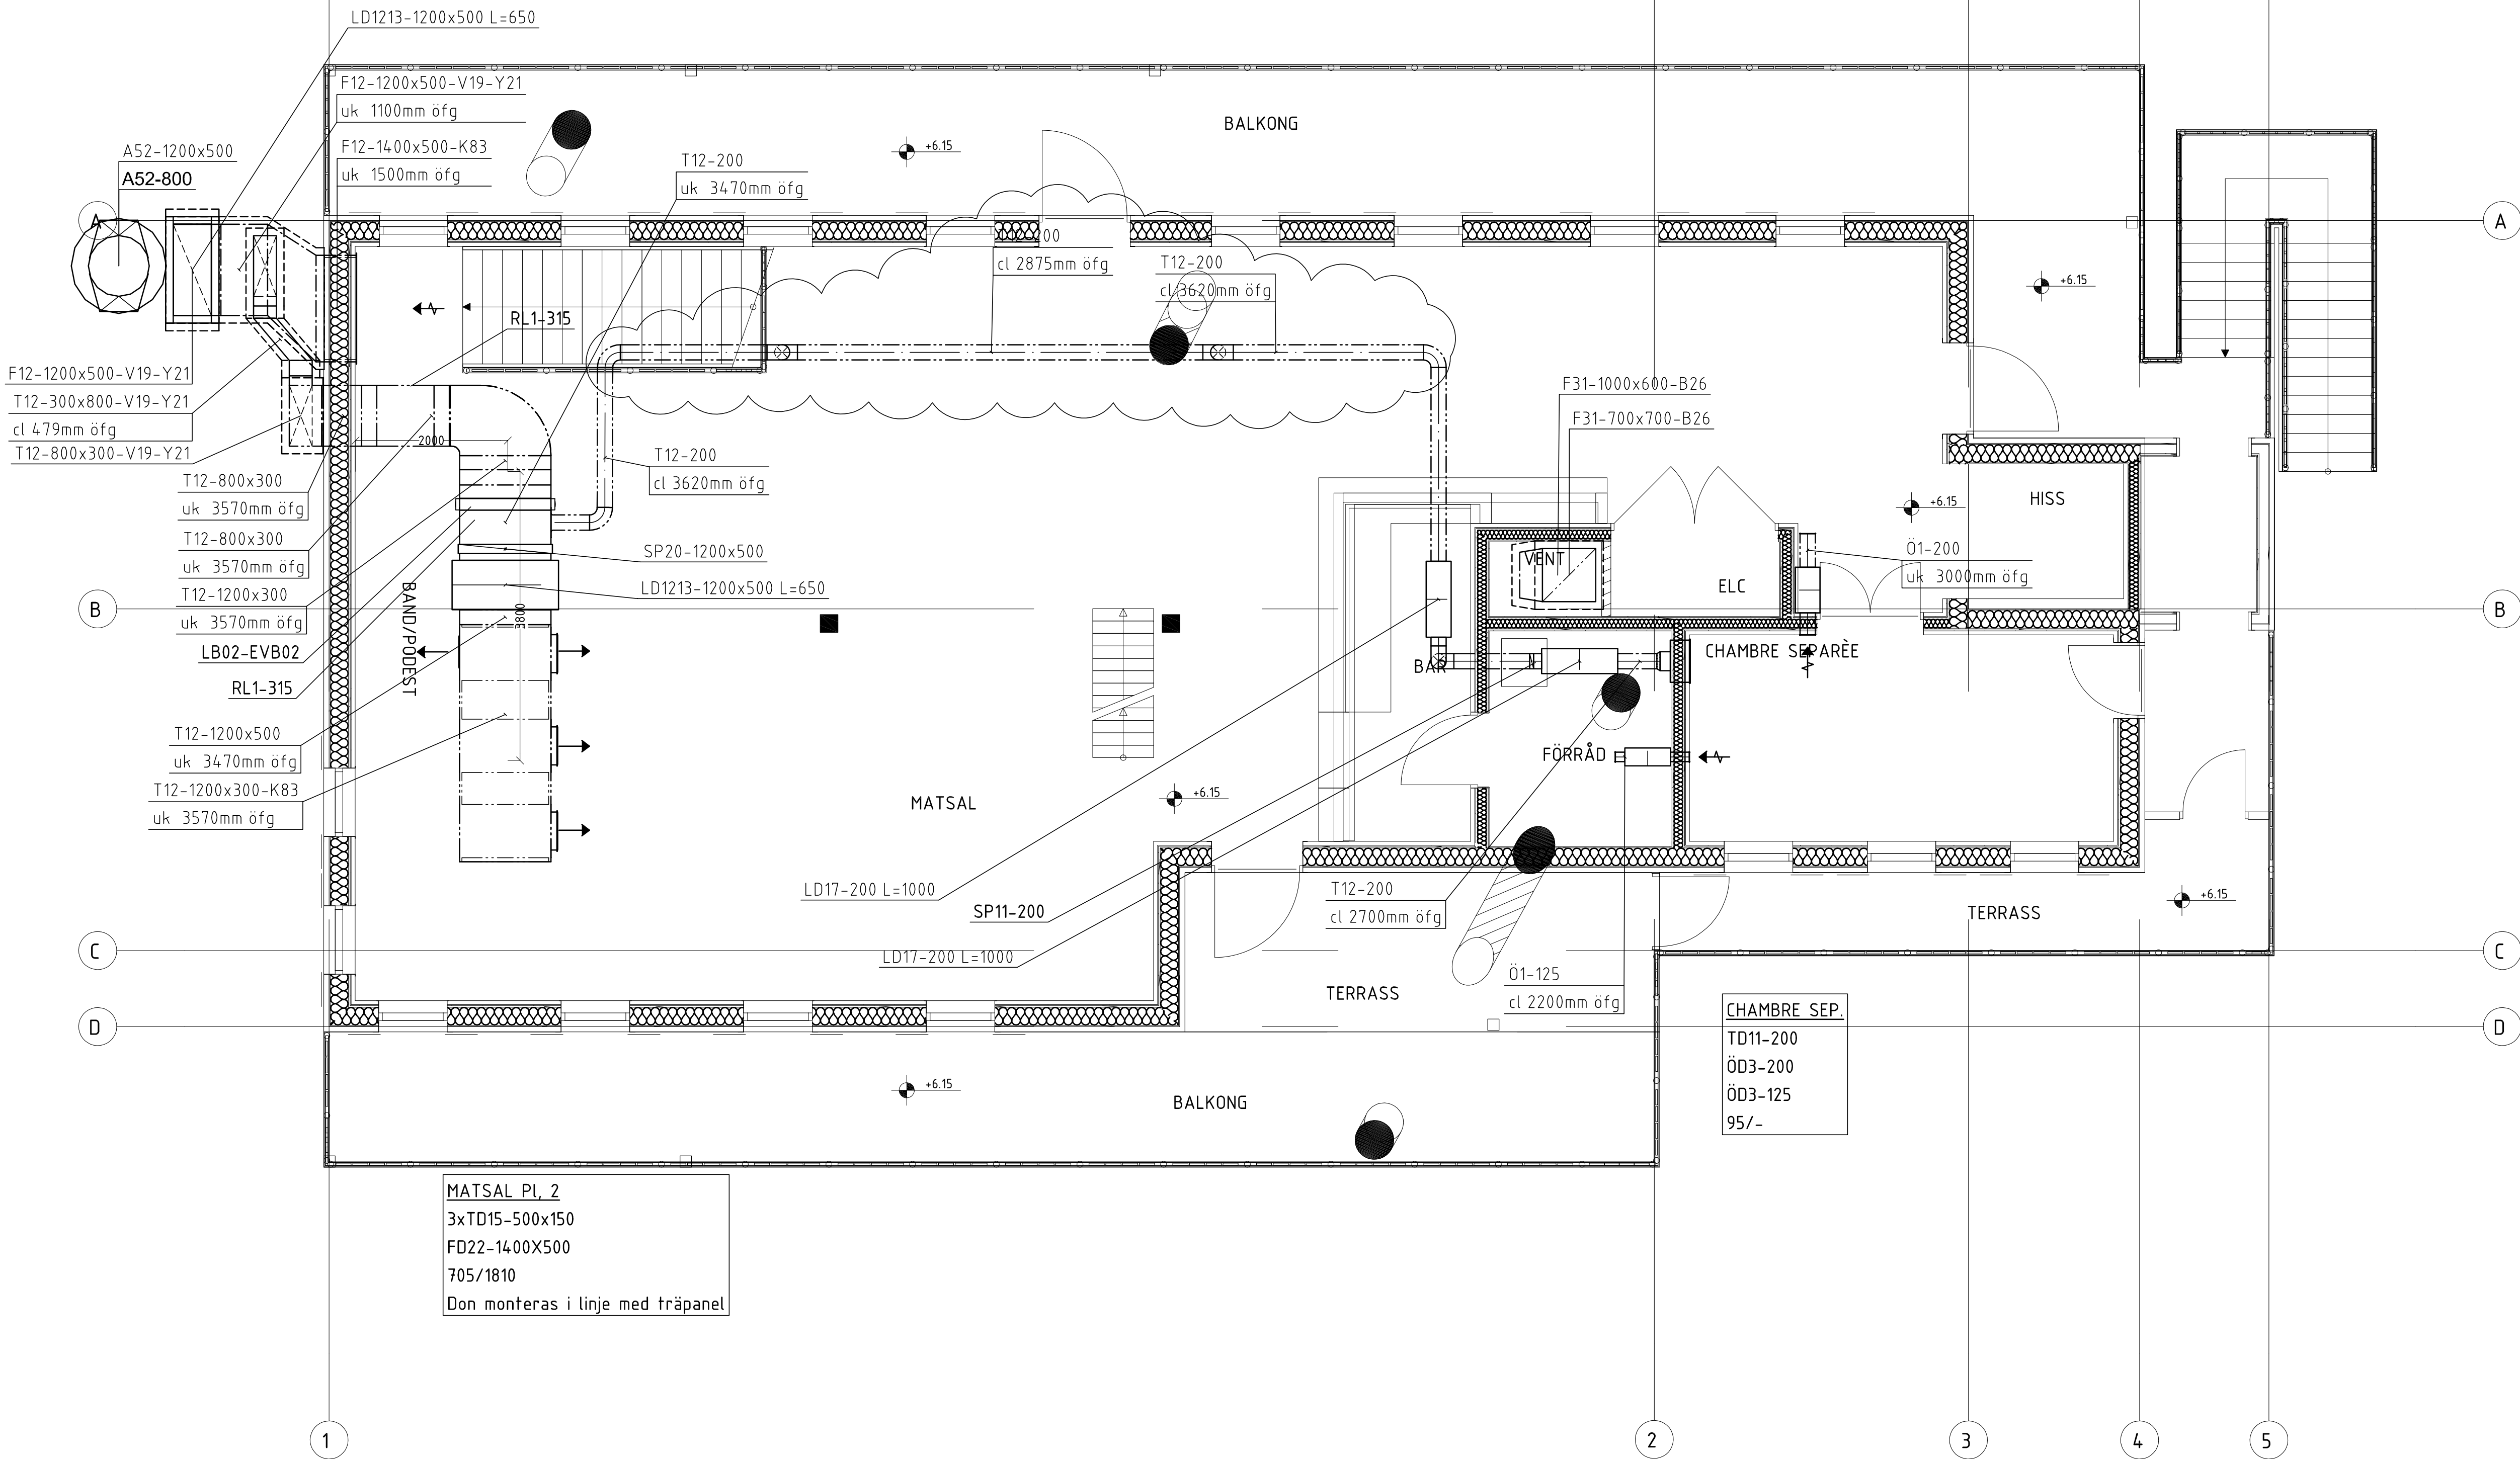 LD1213-1200x500 L=650
F12-1200x500-V19-Y21
uk 1100mm öfg
F12-1400x500-K83
uk 1500mm öfg
A52-1200x500
A52-800
T12-200
uk 3470mm öfg
BALKONG
+6.15
A
A
T12-200
cl 2875mm öfg
T12-200
cl 3620mm öfg
+6.15
RL1-315
F12-1200x500-V19-Y21
T12-300x800-V19-Y21
cl 479mm öfg
T12-800x300-V19-Y21
2000
F31-1000x600-B26
F31-700x700-B26
T12-200
cl 3620mm öfg
T12-800x300
uk 3570mm öfg
T12-800x300
uk 3570mm öfg
T12-1200x300
uk 3570mm öfg
LB02-EVB02
RL1-315
SP20-1200x500
LD1213-1200x500 L=650
3800
BAND/PODEST
HISS
+6.15
VENT
ELC
Ö1-200
uk 3000mm öfg
B
B
BAR
CHAMBRE SEPARÈE
T12-1200x500
uk 3470mm öfg
T12-1200x300-K83
uk 3570mm öfg
FÖRRÅD
MATSAL
+6.15
LD17-200 L=1000
SP11-200
LD17-200 L=1000
T12-200
cl 2700mm öfg
Ö1-125
cl 2200mm öfg
+6.15
TERRASS
C
C
TERRASS
D
D
CHAMBRE SEP.
TD11-200
ÖD3-200
ÖD3-125
95/-
+6.15
BALKONG
MATSAL Pl, 2
3xTD15-500x150
FD22-1400X500
705/1810
Don monteras i linje med träpanel
1
2
3
4
5